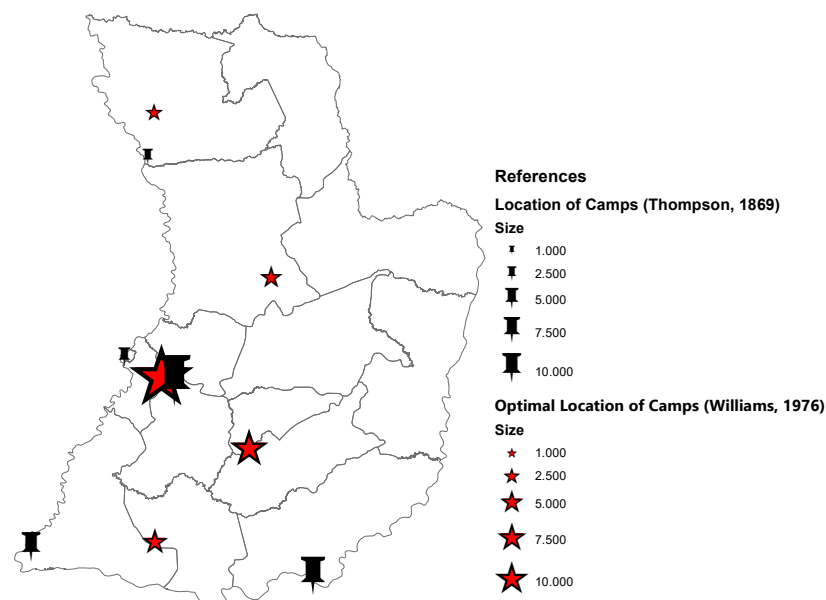 References
Location of Camps (Thompson, 1869)
Size
1.000
2.500
5.000
7.500
10.000
Optimal Location of Camps (Williams, 1976)
Size
1.000
2.500
5.000
7.500
10.000